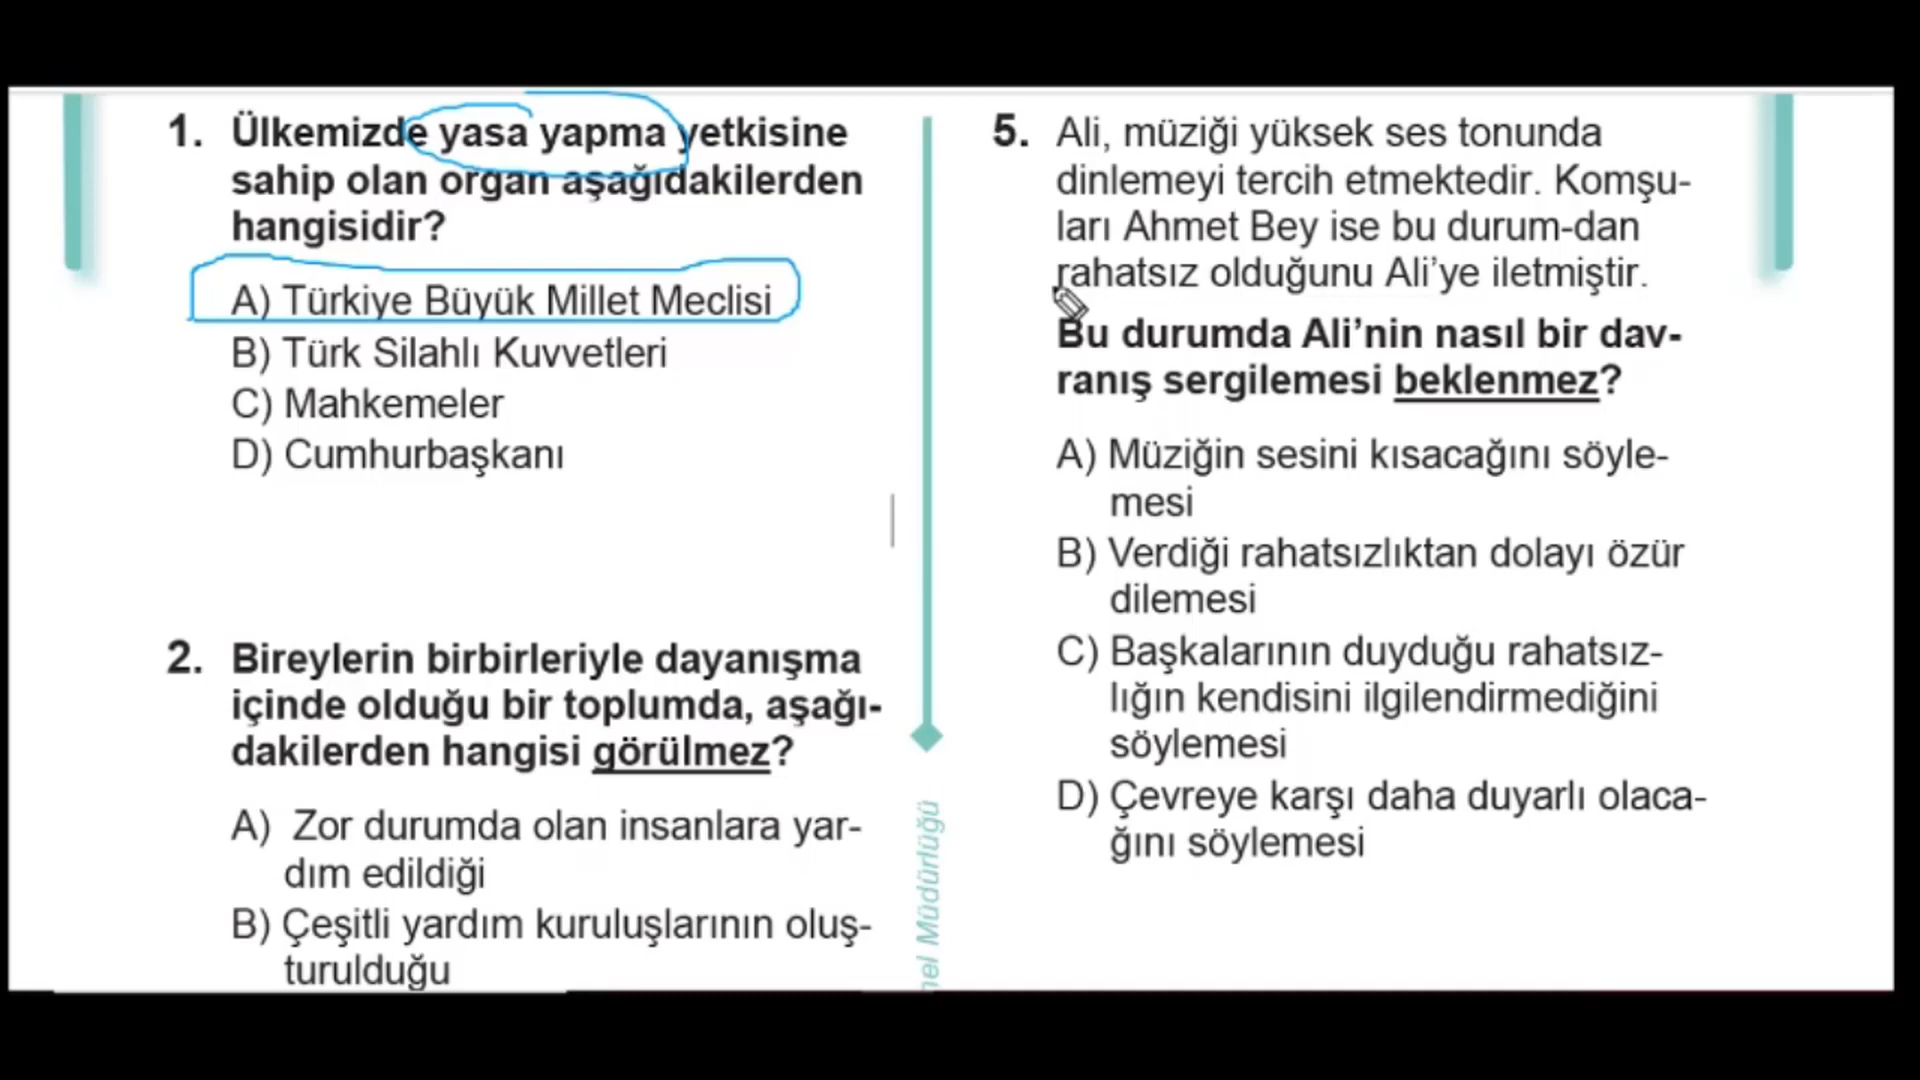 1. Ülkemizde yasa yapma yetkisine
sahip olan organ aşağıdakilerden
hangisidir?
A) Türkiye Büyük Millet Meclisi
B) Türk Silahlı Kuvvetleri
C) Mahkemeler
D) Cumhurbaşkanı
2. Bireylerin birbirleriyle dayanışma
içinde olduğu bir toplumda, aşağı-
dakilerden hangisi görülmez?
A) Zor durumda olan insanlara yar-
dım edildiği
B) Çeşitli yardım kuruluşlarının oluş-
turulduğu
Müdürlüğü
5. Ali, müziği yüksek ses tonunda
dinlemeyi tercih etmektedir. Komşu-
ları Ahmet Bey ise bu durum-dan
rahatsız olduğunu Ali’ye iletmiştir.
Bu durumda Ali’nin nasıl bir dav-
ranış sergilemesi beklenmez?
A) Müziğin sesini kısacağını söyle-
mesi
B) Verdiği rahatsızlıktan dolayı özür
dilemesi
C) Başkalarının duyduğu rahatsız-
lığın kendisini ilgilendirmediğini
söylemesi
D) Çevreye karşı daha duyarlı olaca-
ğını söylemesi